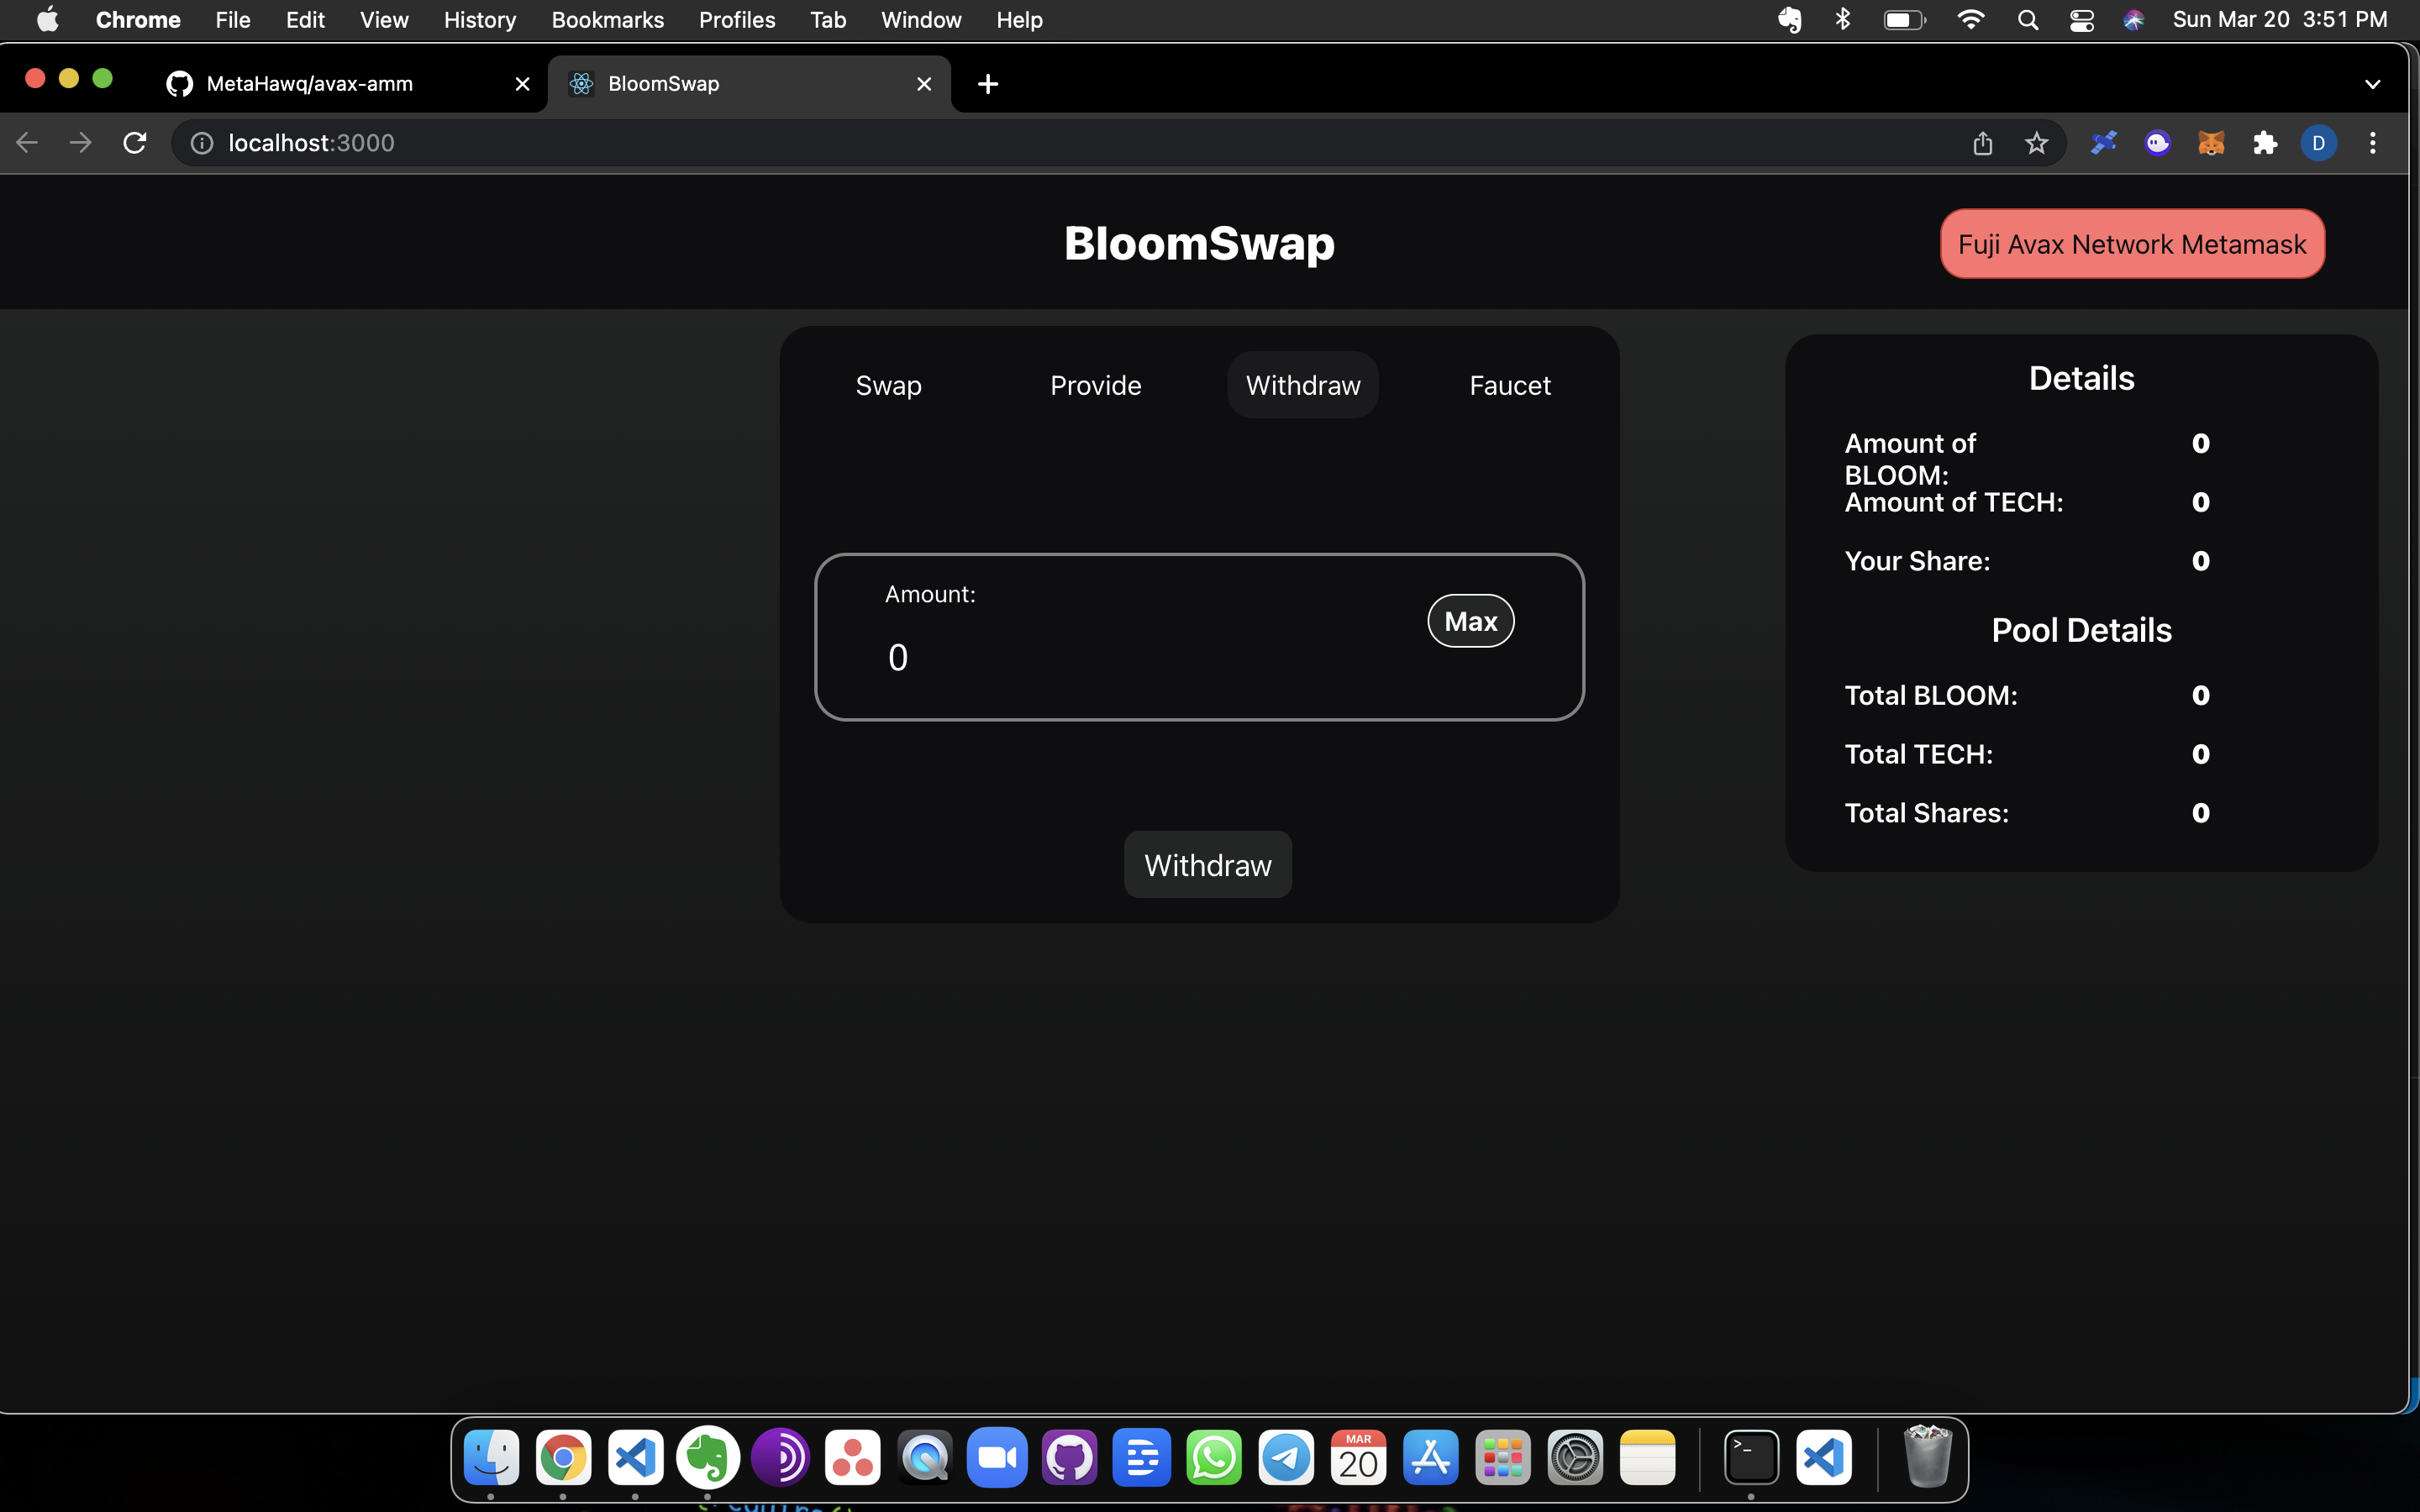 Chrome File Edit View History Bookmarks Profiles Tab Window Help Sun Mar 20 3:51 PM
MetaHawq/avax-amm BloomSwap
localhost:3000 D
BloomSwap Fuji Avax Network Metamask
Swap Provide Withdraw Faucet
Amount:
Max
0
Withdraw
Details
Amount of BLOOM: 0
Amount of TECH: 0
Your Share: 0
Pool Details
Total BLOOM: 0
Total TECH: 0
Total Shares: 0
MAR
20